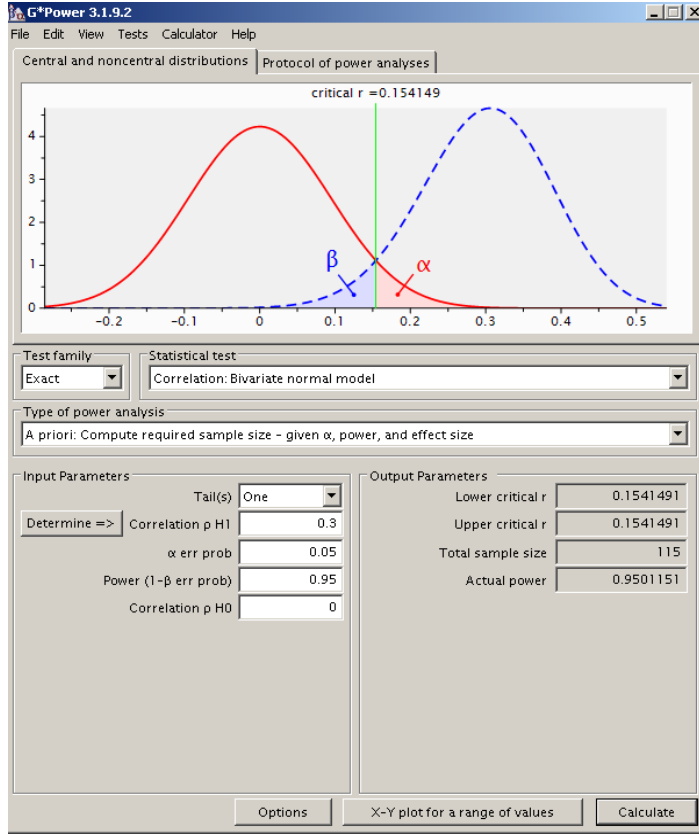 G*Power 3.1.9.2
File Edit View Tests Calculator Help
Central and noncentral distributions Protocol of power analyses
critical r =0.154149
4
3
2
1
0
β α
-0.2 -0.1 0 0.1 0.2 0.3 0.4 0.5
Test family Statistical test
Exact Correlation: Bivariate normal model
Type of power analysis
A priori: Compute required sample size – given α, power, and effect size
Input Parameters Output Parameters
Tail(s) One Lower critical r 0.1541491
Determine => Correlation ρ H1 0.3 Upper critical r 0.1541491
α err prob 0.05 Total sample size 115
Power (1-β err prob) 0.95 Actual power 0.9501151
Correlation ρ H0 0
Options X-Y plot for a range of values Calculate